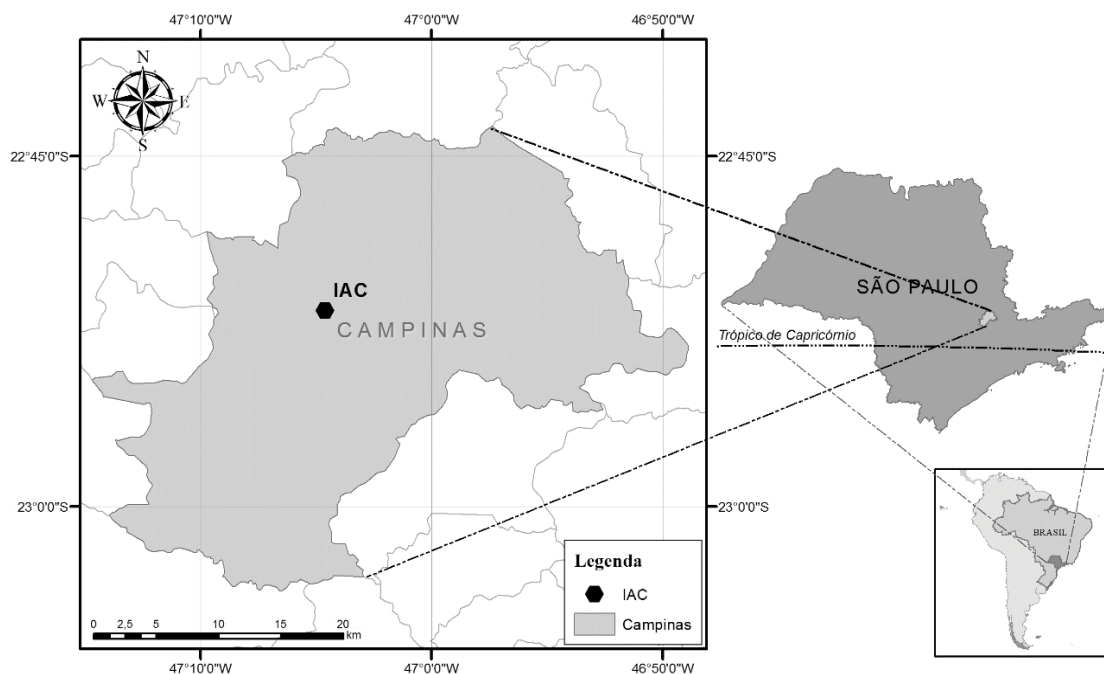 47°10'0"W 47°0'0"W 46°50'0"W
N
W E
S
22°45'0"S 22°45'0"S
IAC
CAMPINAS
SÃO PAULO
Trópico de Capricórnio
23°0'0"S 23°0'0"S
BRASIL
Legenda
IAC
Campinas
0 2,5 5 10 15 20
km
47°10'0"W 47°0'0"W 46°50'0"W